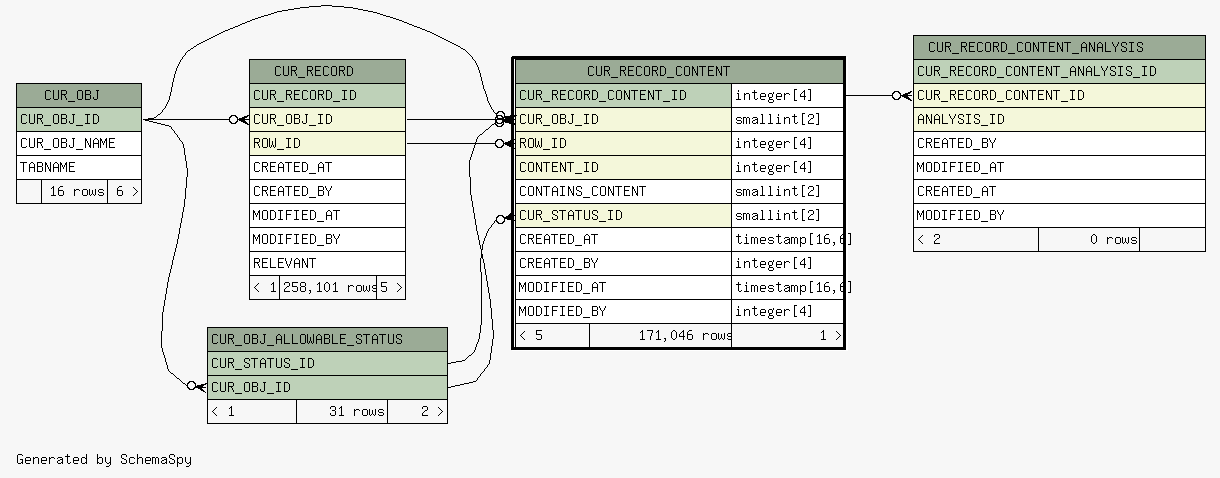 CUR_OBJ
CUR_OBJ_ID
CUR_OBJ_NAME
TABNAME
16 rows 6 >
CUR_RECORD
CUR_RECORD_ID
CUR_OBJ_ID
ROW_ID
CREATED_AT
CREATED_BY
MODIFIED_AT
MODIFIED_BY
RELEVANT
< 1 258,101 rows 5 >
CUR_OBJ_ALLOWABLE_STATUS
CUR_STATUS_ID
CUR_OBJ_ID
< 1 31 rows 2 >
CUR_RECORD_CONTENT
CUR_RECORD_CONTENT_ID integer[4]
CUR_OBJ_ID smallint[2]
ROW_ID integer[4]
CONTENT_ID integer[4]
CONTAINS_CONTENT smallint[2]
CUR_STATUS_ID smallint[2]
CREATED_AT timestamp[16,6]
CREATED_BY integer[4]
MODIFIED_AT timestamp[16,6]
MODIFIED_BY integer[4]
< 5 171,046 rows 1 >
CUR_RECORD_CONTENT_ANALYSIS
CUR_RECORD_CONTENT_ANALYSIS_ID
CUR_RECORD_CONTENT_ID
ANALYSIS_ID
CREATED_BY
MODIFIED_AT
CREATED_AT
MODIFIED_BY
< 2 0 rows
Generated by SchemaSpy